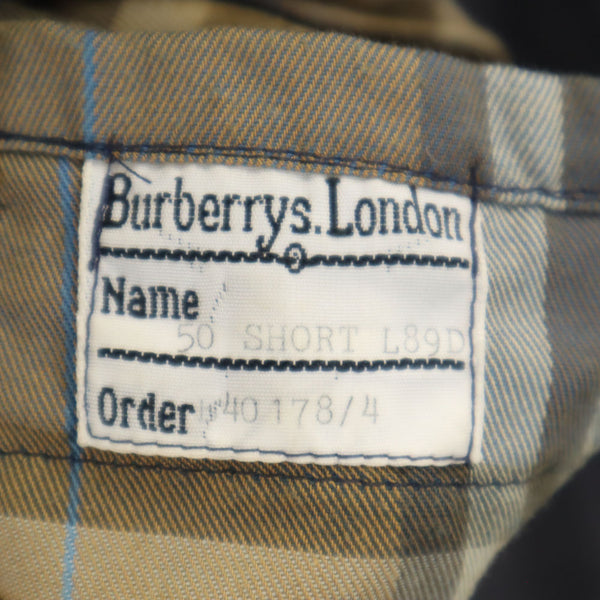 Burberrys. London
Name
50 SHORT L89D
Order 40178/4